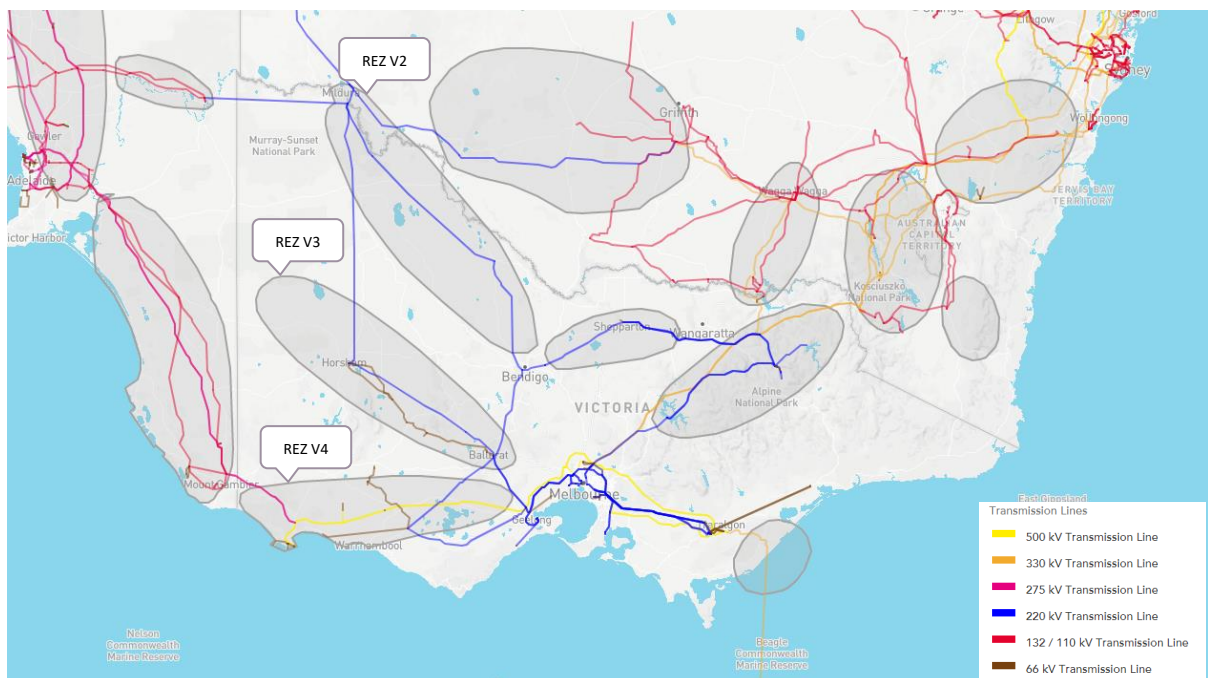 Lithgow
Gosford
Orange
Sydney
REZ V2
Mildura
Griffith
Wollongong
Gawler
Murray-Sunset
National Park
Adelaide
Wagga Wagga
JERVIS BAY
TERRITORY
AUSTRALIAN
CAPITAL
TERRITORY
REZ V3
ictor Harbor
Kosciuszko
National Park
Shepparton
Wangaratta
Horsham
Bendigo
VICTORIA
Alpine
National Park
REZ V4
Ballarat
Mount Gambier
Melbourne
Geelong
Traralgon
Warrnambool
East Gippsland
Transmission Lines
500 kV Transmission Line
330 kV Transmission Line
275 kV Transmission Line
220 kV Transmission Line
132 / 110 kV Transmission Line
66 kV Transmission Line
Nelson
Commonwealth
Marine Reserve
Beagle
Commonwealth
Marine Reserve